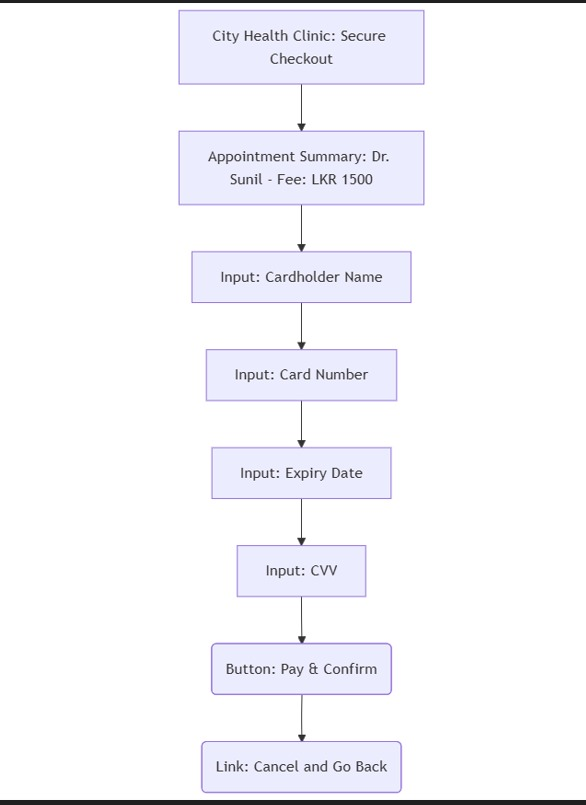 City Health Clinic: Secure
Checkout
Appointment Summary: Dr.
Sunil - Fee: LKR 1500
Input: Cardholder Name
Input: Card Number
Input: Expiry Date
Input: CVV
Button: Pay & Confirm
Link: Cancel and Go Back